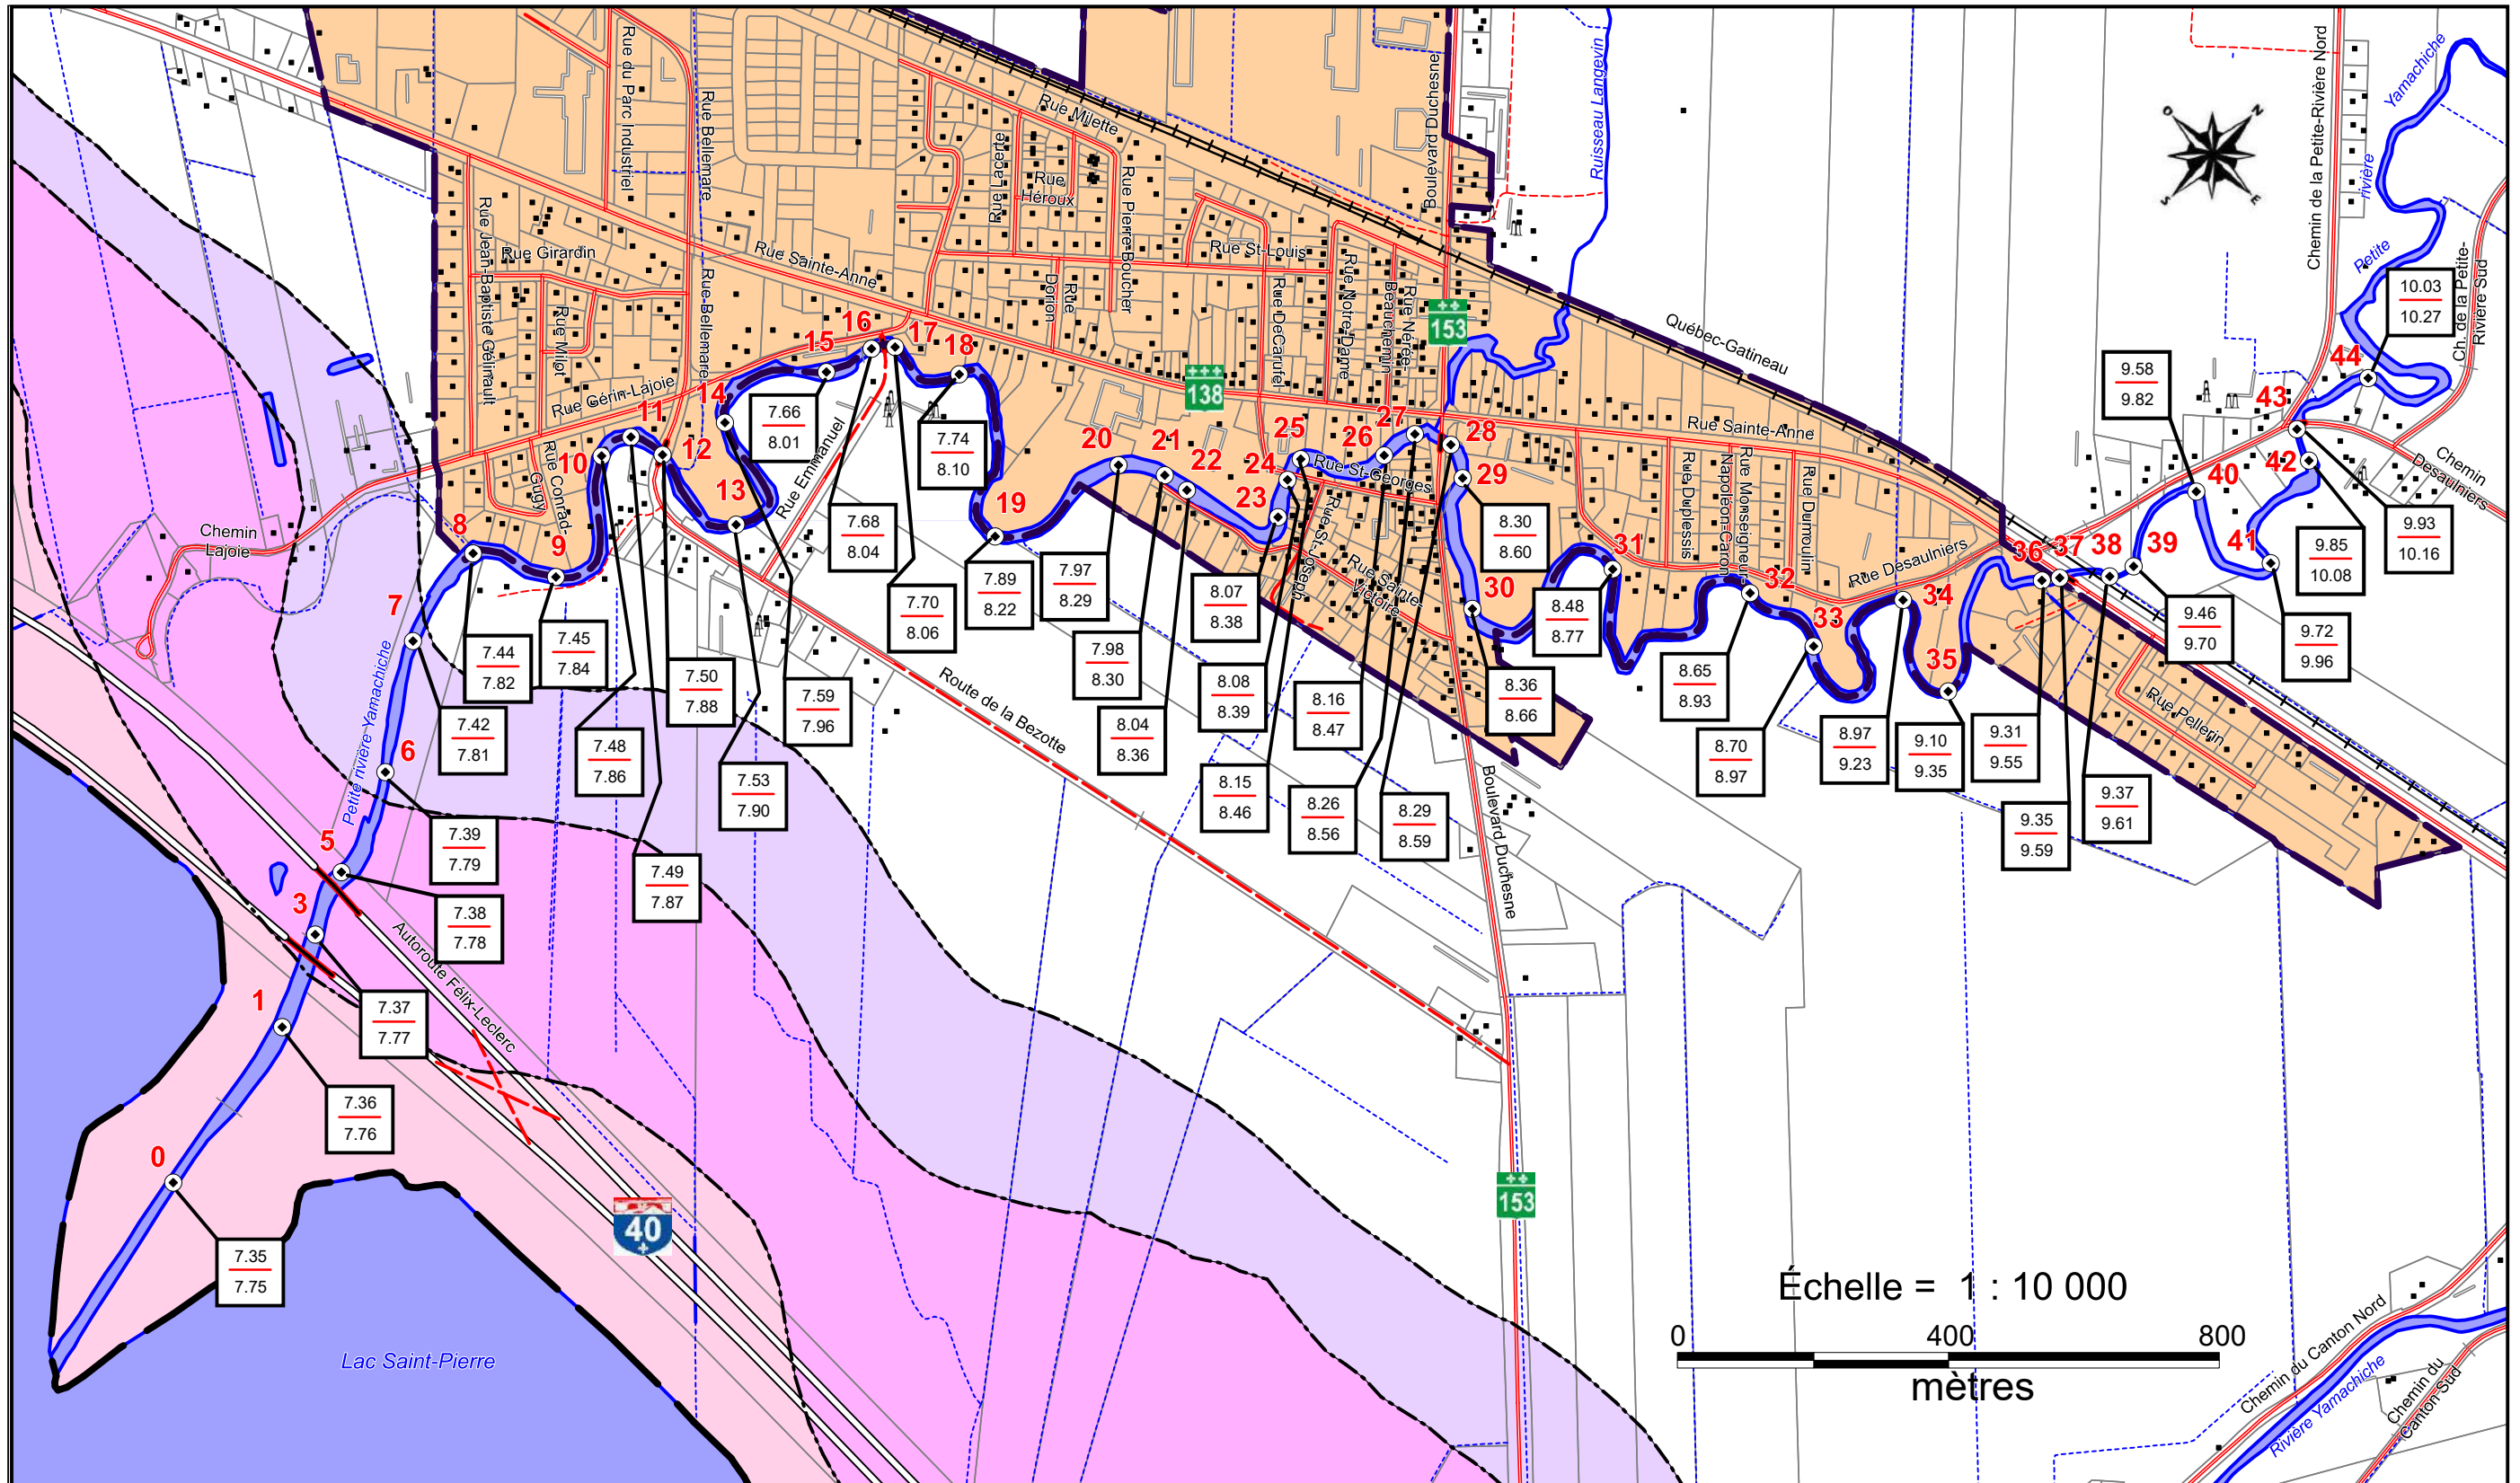 Rue du Parc Industriel
Rue Bellemare
Rue Milette
Boulevard Duchesne
Ruisseau Langevin
Chemin de la Petite-Rivière Nord
Yamachiche
rivière
Petite
O
N
S
E
Rue
Héroux
Rue René-Lacerte
Rue Pierre-Boucher
Rue Jean-Baptiste Gélinault
Rue Girardin
Rue Milot
Rue Bellemare
Rue Sainte-Anne
Rue St-Louis
Rue
Dorion
Rue DeCarufel
Rue Notre-Dame
Rue Nérée-
Beauchemin
153
138
Québec-Gatineau
Ch. de la Petite-
Rivière Sud
10.03
10.27
44
9.58
9.82
43
Rue Gérin-Lajoie
11
14
15
16
17
18
7.66
8.01
7.74
8.10
Rue Emmanuel
20
21
22
23
24
25
26
27
28
29
Rue St-Georges
Rue Sainte-Anne
Rue Duplessis
Rue Monseigneur-
Napoléon-Caron
Rue Dumoulin
Rue Désaulniers
40
41
42
Chemin
Desaulniers
Chemin
Lajoie
Rue Conrad-
Gugy
8
9
10
12
13
7.68
8.04
19
7.70
8.06
7.89
8.22
7.97
8.29
8.07
8.38
Rue St-Joseph
Rue Sainte-
Victoire
8.30
8.60
30
8.48
8.77
31
32
33
34
35
36
37
38
39
9.85
10.08
9.93
10.16
9.46
9.70
9.72
9.96
7
6
5
3
1
0
Petite rivière Yamachiche
7.44
7.82
7.45
7.84
7.42
7.81
7.50
7.88
7.59
7.96
7.48
7.86
7.53
7.90
7.39
7.79
7.49
7.87
7.38
7.78
7.37
7.77
7.36
7.76
7.35
7.75
Route de la Bezotte
7.98
8.30
8.04
8.36
8.08
8.39
8.15
8.46
8.16
8.47
8.26
8.56
8.29
8.59
8.36
8.66
8.65
8.93
8.70
8.97
8.97
9.23
9.10
9.35
9.31
9.55
9.35
9.59
9.37
9.61
Rue Pellerin
Boulevard Duchesne
Autoroute Félix-Leclerc
40
153
Lac Saint-Pierre
Échelle = 1 : 10 000
0 400 800
mètres
Chemin du Canton Nord
Rivière Yamachiche
Chemin du
Canton-Sud